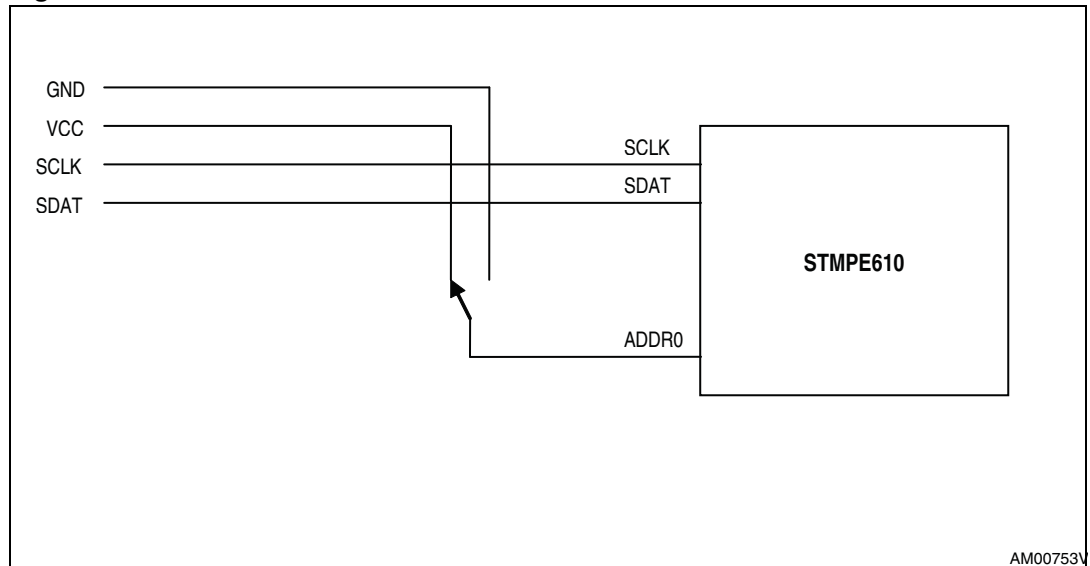 GND
VCC
SCLK
SDAT
SCLK
SDAT
STMPE610
ADDR0
AM00753V